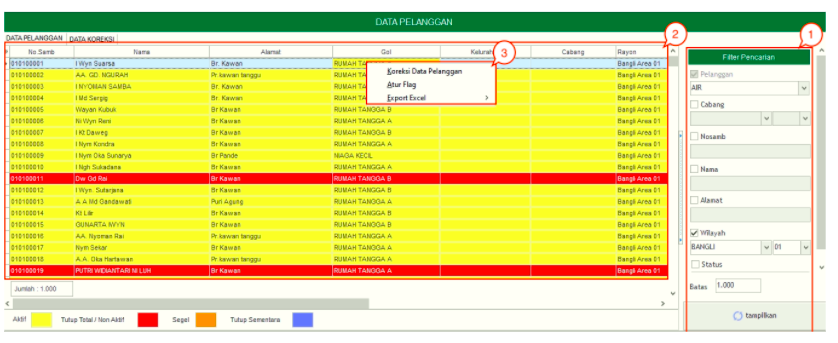 DATA PELANGGAN
DATA PELANGGAN DATA KOREKSI
No.Samb Nama Alamat Gol Kelurah Cabang Rayon
010100001 I Wyn Suarsa Br. Kawan RUMAH TA Bangli Area 01
010100002 AA. GD. NGURAH Pr kawan tanggu RUMAH TA Bangli Area 01
010100003 I NYOMAN SAMBA Br. Kawan RUMAH TA Bangli Area 01
010100004 I Md Sergig Br. Kawan RUMAH TA Bangli Area 01
010100005 Wayan Kubuk Br Kawan RUMAH TANGGA B Bangli Area 01
010100006 Ni Wyn Reni Br Kawan RUMAH TANGGA A Bangli Area 01
010100007 I Kt Daweg Br Kawan RUMAH TANGGA B Bangli Area 01
010100008 I Nym Kondra Br Kawan RUMAH TANGGA A Bangli Area 01
010100009 I Nym Oka Sunarya Br Pande NIAGA KECIL Bangli Area 01
010100010 I Ngh Sukadana Br Kawan RUMAH TANGGA B Bangli Area 01
010100011 Dw Gd Rai Br Kawan RUMAH TANGGA B Bangli Area 01
010100012 I Wyn. Sutarjana Br Kawan RUMAH TANGGA B Bangli Area 01
010100013 A A Md Gandawati Puri Agung RUMAH TANGGA A Bangli Area 01
010100014 Kt Lilir Br Kawan RUMAH TANGGA B Bangli Area 01
010100015 GUNARTA IWYN Br Kawan RUMAH TANGGA B Bangli Area 01
010100016 AA. Nyoman Rai Pr kawan tanggu RUMAH TANGGA A Bangli Area 01
010100017 Nym Sekar Br Kawan RUMAH TANGGA A Bangli Area 01
010100018 A.A. Oka Hartawan Pr kawan tanggu RUMAH TANGGA A Bangli Area 01
010100019 PUTRI WIDIANTARI NI LUH Br Kawan RUMAH TANGGA A Bangli Area 01
Jumlah : 1.000
Aktif Tutup Total / Non Aktif Segel Tutup Sementara
3
Koreksi Data Pelanggan
Atur Flag
Export Excel >
2
1
Filter Pencarian
Pelanggan
AIR
Cabang
Nosamb
Nama
Alamat
Wilayah
BANGLI 01
Status
Batas 1.000
tampilkan